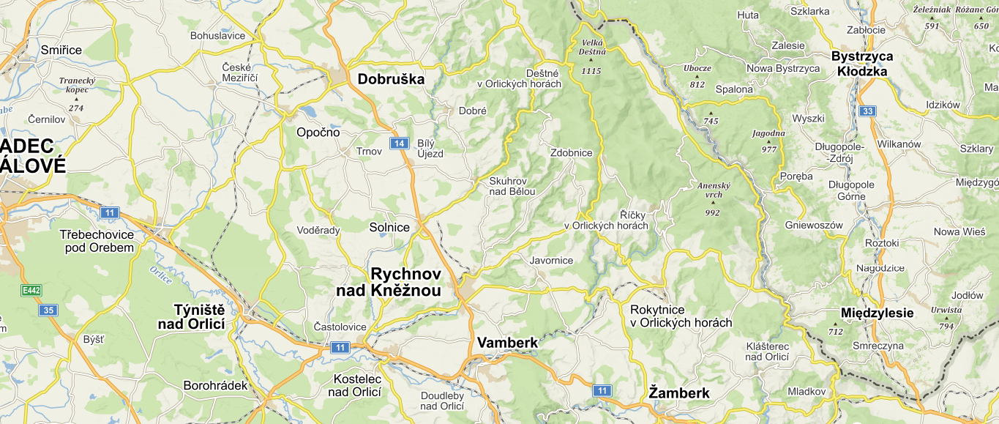 Huta
Szklarka
Żeleźniak
591
Różane Gór
650
Zabłocie
Bohuslavice
Smiřice
Velká
Deštná
1115
Zalesie
Bystrzyca
Kłodzka
České
Meziříčí
Tranecký
kopec
274
Dobruška
Deštné
v Orlických horách
Ubocze
812
Nowa Bystrzyca
Spalona
Idzików
Ma
Černilov
Dobré
745
Wyszki
33
Opočno
Jagodna
977
14
Bílý
Újezd
ADEC
ÁLOVÉ
Trnov
Zdobnice
Długopole-
-Zdrój
Wilkanów
Szklary
Skuhrov
nad Bělou
Anenský
vrch
992
Poręba
Długopole
Górne
Międzygó
11
Třebechovice
pod Orebem
Voděrady
Solnice
Říčky
v Orlických horách
Gniewoszów
Nowa Wieś
Roztoki
Orlice
Javornice
Nagodzice
Rychnov
nad Kněžnou
E442
35
Týniště
nad Orlicí
Rokytnice
v Orlických horách
Międzylesie
Jodłów
Urwista
794
712
Býšť
Častolovice
11
Vamberk
Klášterec
nad Orlicí
Smreczyna
Borohrádek
Kostelec
nad Orlicí
Doudleby
nad Orlicí
11
Žamberk
Mladkov